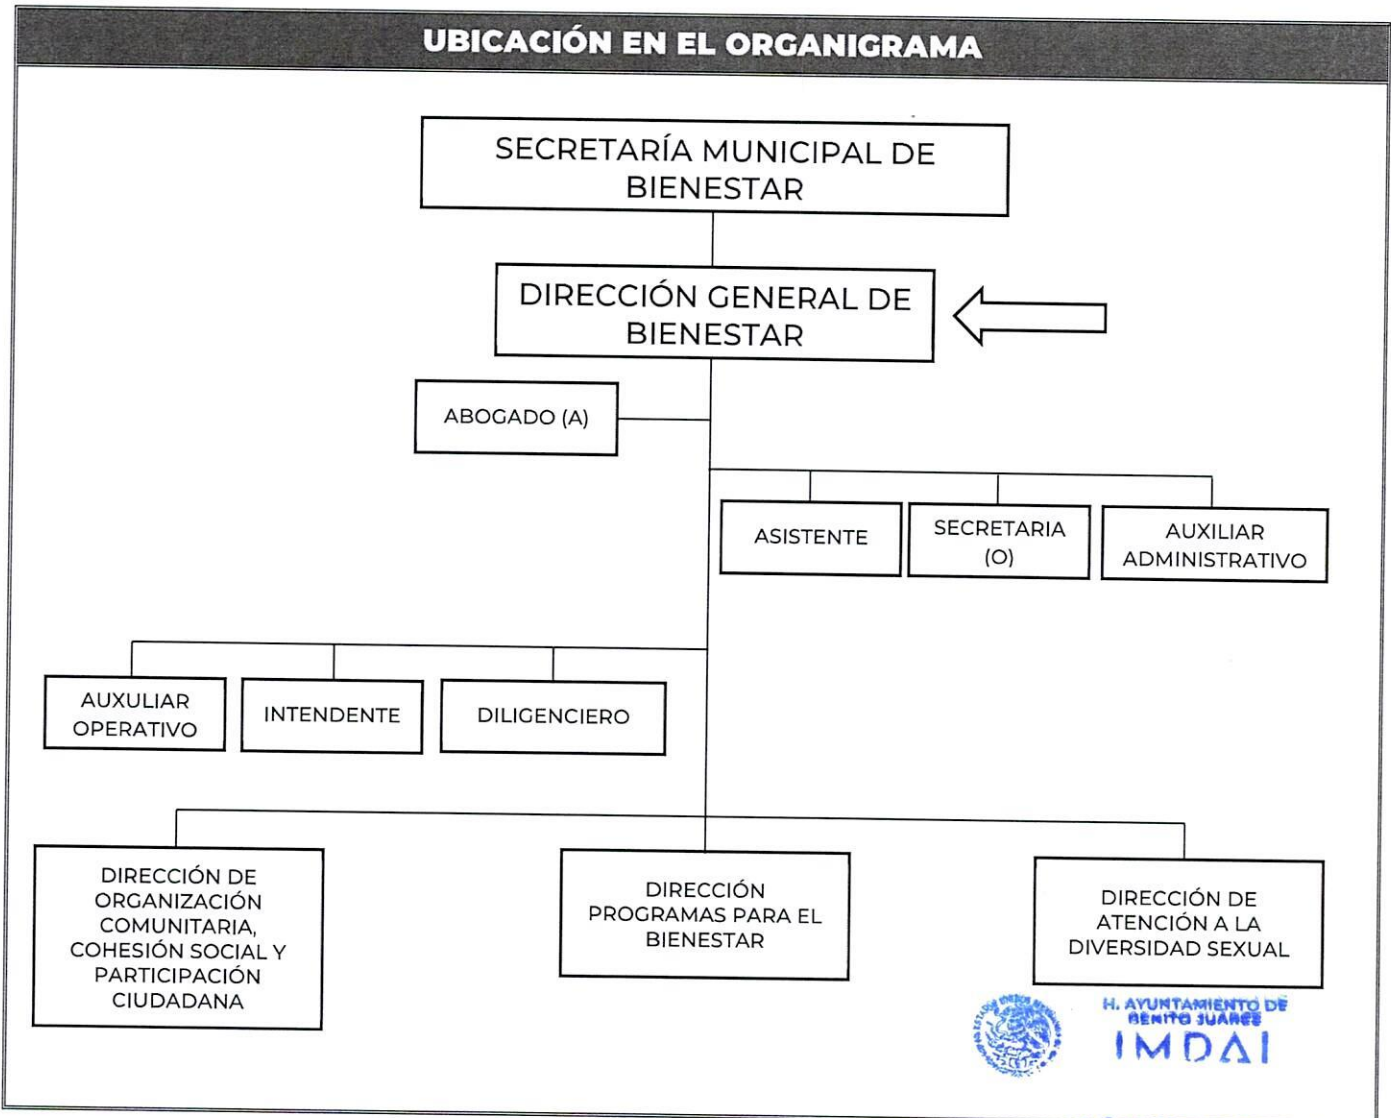 UBICACIÓN EN EL ORGANIGRAMA
SECRETARÍA MUNICIPAL DE
BIENESTAR
DIRECCIÓN GENERAL DE
BIENESTAR
ABOGADO (A)
ASISTENTE
SECRETARIA
(O)
AUXILIAR
ADMINISTRATIVO
AUXULIAR
OPERATIVO
INTENDENTE
DILIGENCIERO
DIRECCIÓN DE
ORGANIZACIÓN
COMUNITARIA,
COHESIÓN SOCIAL Y
PARTICIPACIÓN
CIUDADANA
DIRECCIÓN
PROGRAMAS PARA EL
BIENESTAR
DIRECCIÓN DE
ATENCIÓN A LA
DIVERSIDAD SEXUAL
H. AYUNTAMIENTO DE
BENITO JUAREZ
IMDAI